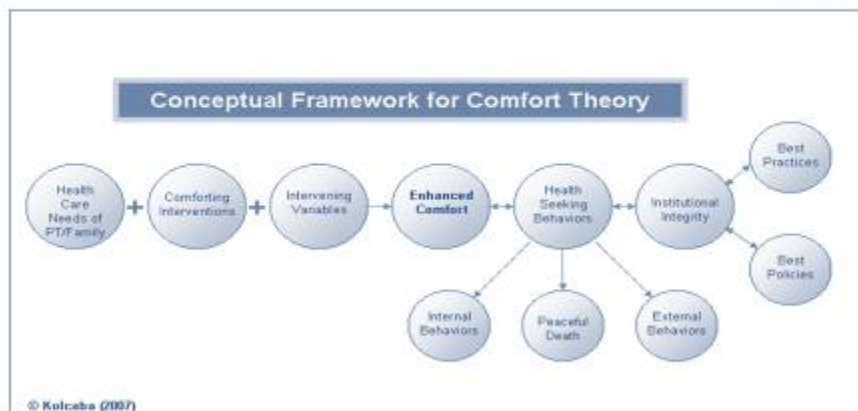 Conceptual Framework for Comfort Theory
Health
Care
Needs of
PT/Family
+
Comforting
Interventions
+
Intervening
Variables
Enhanced
Comfort
Health
Seeking
Behaviors
Institutional
Integrity
Best
Practices
Best
Policies
Internal
Behaviors
Peaceful
Death
External
Behaviors
© Kolcaba (2007)